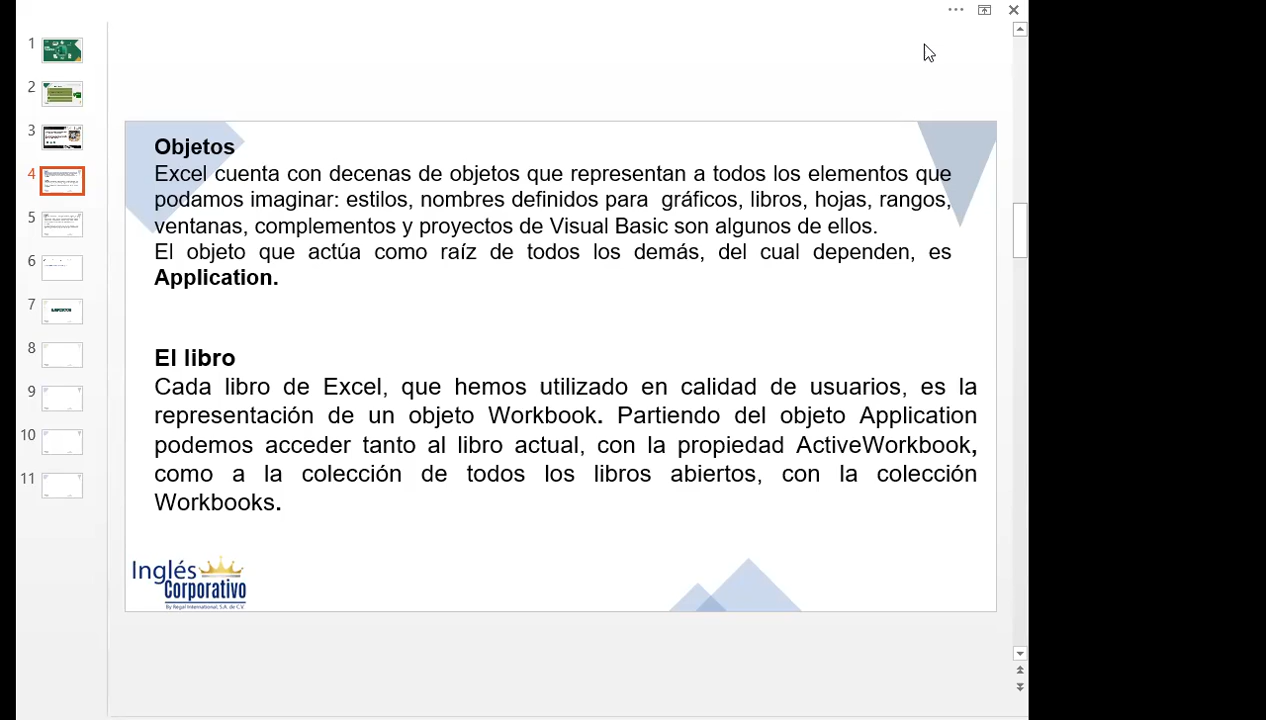 1
2
3
4
5
6
7
8
9
10
11
Objetos
Excel cuenta con decenas de objetos que representan a todos los elementos que
podamos imaginar: estilos, nombres definidos para  gráficos, libros, hojas, rangos,
ventanas, complementos y proyectos de Visual Basic son algunos de ellos.
El objeto que actúa como raíz de todos los demás, del cual dependen, es
Application.
El libro
Cada libro de Excel, que hemos utilizado en calidad de usuarios, es la
representación de un objeto Workbook. Partiendo del objeto Application
podemos acceder tanto al libro actual, con la propiedad ActiveWorkbook,
como a la colección de todos los libros abiertos, con la colección
Workbooks.
Inglés
Corporativo
By Regal International, S.A. de C.V.